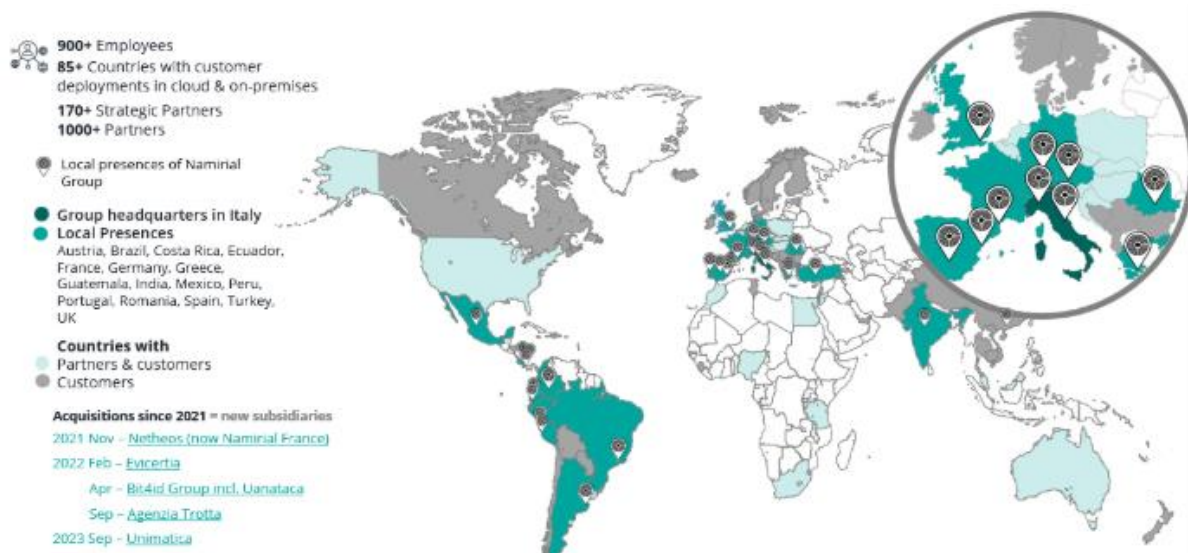 900+ Employees
85+ Countries with customer
deployments in cloud & on-premises
170+ Strategic Partners
1000+ Partners
Local presences of Namirial
Group
Group headquarters in Italy
Local Presences
Austria, Brazil, Costa Rica, Ecuador,
France, Germany, Greece,
Guatemala, India, Mexico, Peru,
Portugal, Romania, Spain, Turkey,
UK
Countries with
Partners & customers
Customers
Acquisitions since 2021 = new subsidiaries
2021 Nov – Netheos (now Namirial France)
2022 Feb – Evicertia
Apr – Bit4id Group incl. Uanataca
Sep – Agenzia Trotta
2023 Sep – Unimatica